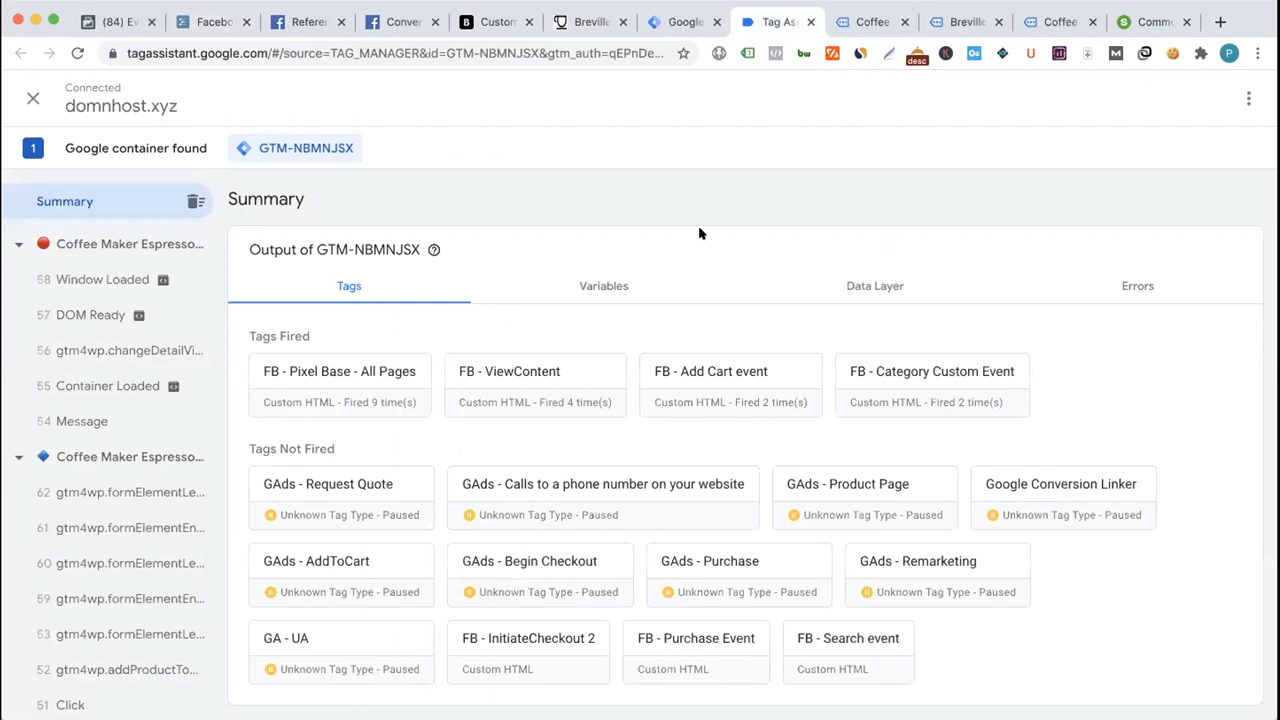 (84) Ev
Facebo
Referer
Conver
Custom
Breville
Google
Tag Ass
Coffee
Breville
Coffee
Comme
tagassistant.google.com/#/source=TAG_MANAGER&id=GTM-NBMNJSX&gtm_auth=qEPnDe...
desc
P
Connected
domnhost.xyz
1 Google container found GTM-NBMNJSX
Summary
Coffee Maker Espresso...
58 Window Loaded
57 DOM Ready
56 gtm4wp.changeDetailVi...
55 Container Loaded
54 Message
Coffee Maker Espresso...
62 gtm4wp.formElementLe...
61 gtm4wp.formElementEn...
60 gtm4wp.formElementLe...
59 gtm4wp.formElementEn...
53 gtm4wp.formElementLe...
52 gtm4wp.addProductTo...
51 Click
Summary
Output of GTM-NBMNJSX
Tags Variables Data Layer Errors
Tags Fired
FB - Pixel Base - All Pages
Custom HTML - Fired 9 time(s)
FB - ViewContent
Custom HTML - Fired 4 time(s)
FB - Add Cart event
Custom HTML - Fired 2 time(s)
FB - Category Custom Event
Custom HTML - Fired 2 time(s)
Tags Not Fired
GAds - Request Quote
Unknown Tag Type - Paused
GAds - Calls to a phone number on your website
Unknown Tag Type - Paused
GAds - Product Page
Unknown Tag Type - Paused
Google Conversion Linker
Unknown Tag Type - Paused
GAds - AddToCart
Unknown Tag Type - Paused
GAds - Begin Checkout
Unknown Tag Type - Paused
GAds - Purchase
Unknown Tag Type - Paused
GAds - Remarketing
Unknown Tag Type - Paused
GA - UA
Unknown Tag Type - Paused
FB - InitiateCheckout 2
Custom HTML
FB - Purchase Event
Custom HTML
FB - Search event
Custom HTML